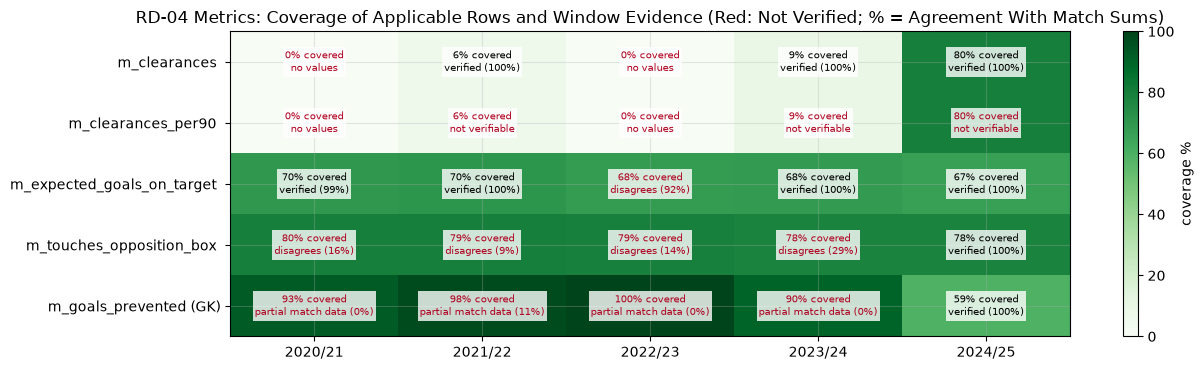 RD-04 Metrics: Coverage of Applicable Rows and Window Evidence (Red: Not Verified; % = Agreement With Match Sums)
m_clearances
0% covered
no values
6% covered
verified (100%)
0% covered
no values
9% covered
verified (100%)
80% covered
verified (100%)
m_clearances_per90
0% covered
no values
6% covered
not verifiable
0% covered
no values
9% covered
not verifiable
80% covered
not verifiable
m_expected_goals_on_target
70% covered
verified (99%)
70% covered
verified (100%)
68% covered
disagrees (92%)
68% covered
verified (100%)
67% covered
verified (100%)
m_touches_opposition_box
80% covered
disagrees (16%)
79% covered
disagrees (9%)
79% covered
disagrees (14%)
78% covered
disagrees (29%)
78% covered
verified (100%)
m_goals_prevented (GK)
93% covered
partial match data (0%)
98% covered
partial match data (11%)
100% covered
partial match data (0%)
90% covered
partial match data (0%)
59% covered
verified (100%)
2020/21
2021/22
2022/23
2023/24
2024/25
100
80
60
40
20
0
coverage %